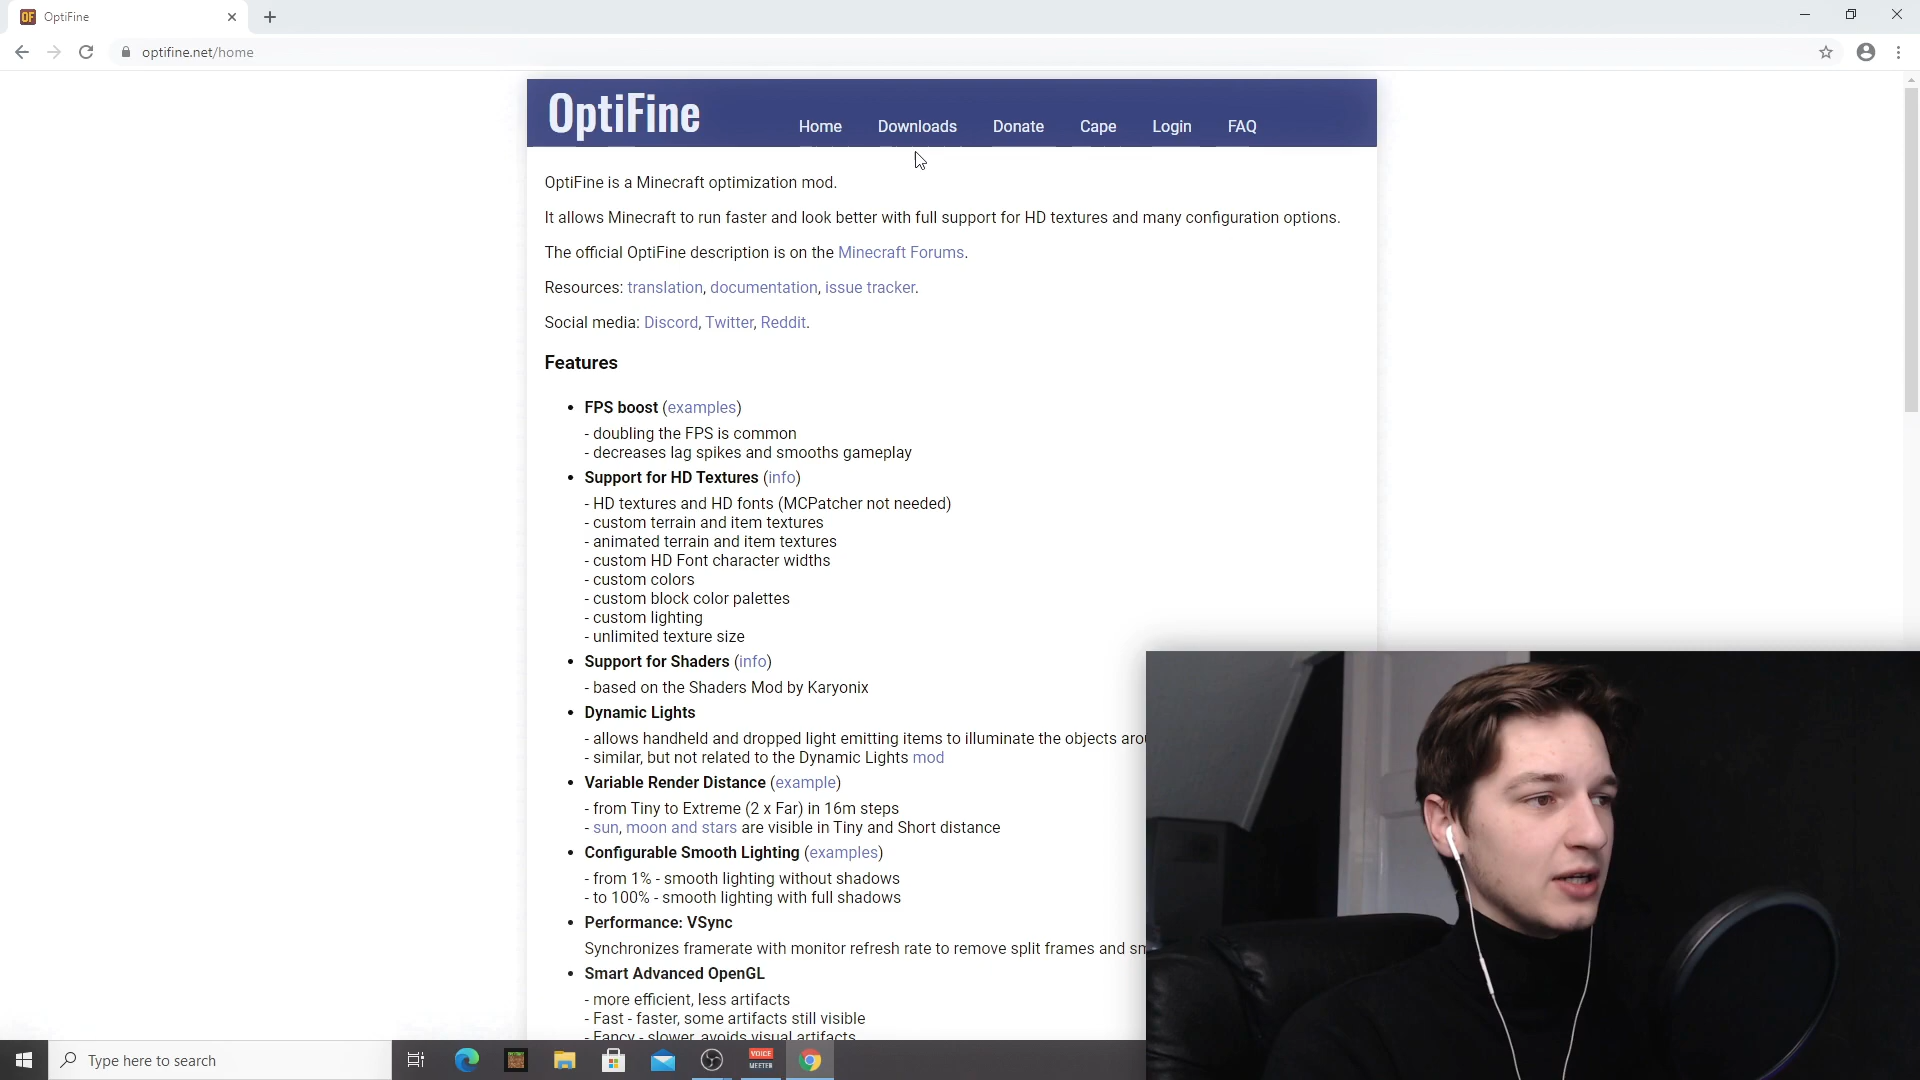 OptiFine
optifine.net/home
OptiFine
Home Downloads Donate Cape Login FAQ
OptiFine is a Minecraft optimization mod.
It allows Minecraft to run faster and look better with full support for HD textures and many configuration options.
The official OptiFine description is on the Minecraft Forums.
Resources: translation, documentation, issue tracker.
Social media: Discord, Twitter, Reddit.
Features
• FPS boost (examples)
- doubling the FPS is common
- decreases lag spikes and smooths gameplay
• Support for HD Textures (info)
- HD textures and HD fonts (MCPatcher not needed)
- custom terrain and item textures
- animated terrain and item textures
- custom HD Font character widths
- custom colors
- custom block color palettes
- custom lighting
- unlimited texture size
• Support for Shaders (info)
- based on the Shaders Mod by Karyonix
• Dynamic Lights
- allows handheld and dropped light emitting items to illuminate the objects
- similar, but not related to the Dynamic Lights mod
• Variable Render Distance (example)
- from Tiny to Extreme (2 x Far) in 16m steps
- sun, moon and stars are visible in Tiny and Short distance
• Configurable Smooth Lighting (examples)
- from 1% - smooth lighting without shadows
- to 100% - smooth lighting with full shadows
• Performance: VSync
Synchronizes framerate with monitor refresh rate to remove split frames and
• Smart Advanced OpenGL
- more efficient, less artifacts
- Fast - faster, some artifacts still visible
- Fancy - slower, avoids visual artifacts
Type here to search
VOICE
MEETER